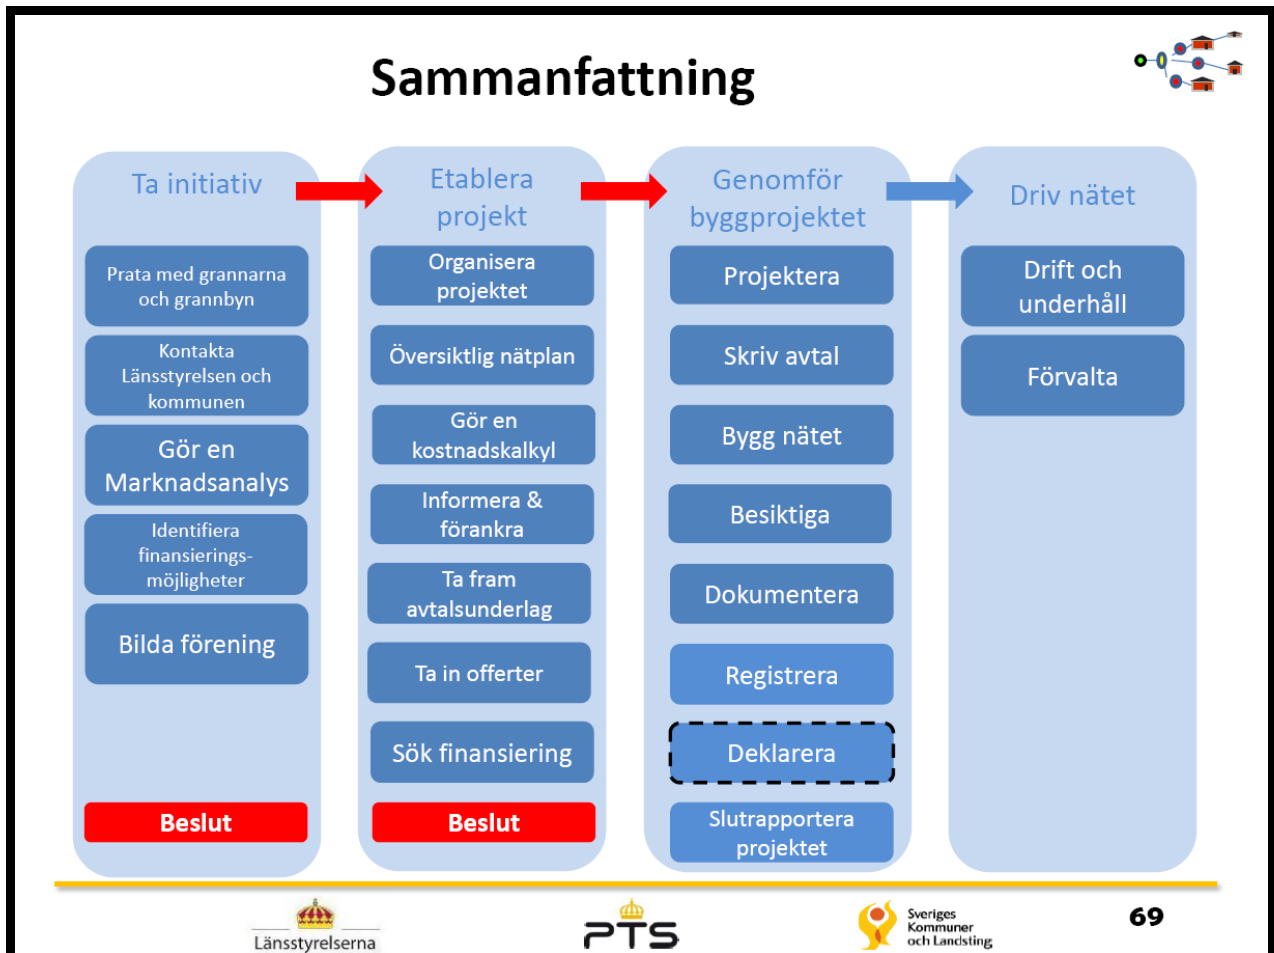 Sammanfattning
Ta initiativ
Prata med grannarna
och grannbyn
Kontakta
Länsstyrelsen och
kommunen
Gör en
Marknadsanalys
Identifiera
finansierings-
möjligheter
Bilda förening
Beslut
Etablera
projekt
Organisera
projektet
Översiktlig nätplan
Gör en
kostnadskalkyl
Informera &
förankra
Ta fram
avtalsunderlag
Ta in offerter
Sök finansiering
Beslut
Genomför
byggprojektet
Projektera
Skriv avtal
Bygg nätet
Besiktiga
Dokumentera
Registrera
Deklarera
Slutrapportera
projektet
Driv nätet
Drift och
underhåll
Förvalta
Länsstyrelserna
PTS
Sveriges
Kommuner
och Landsting
69